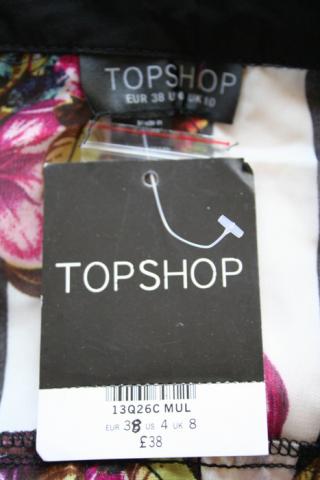 TOPSHOP
EUR 38 US 6 UK 10
TOPSHOP
13Q26C MUL
EUR 38 US 4 UK 8
£38